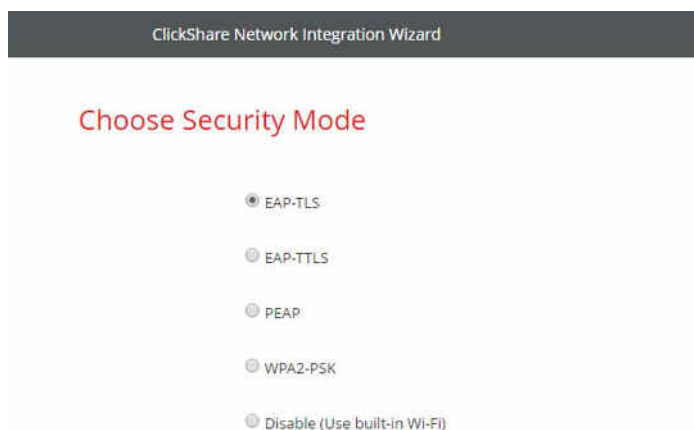 ClickShare Network Integration Wizard
Choose Security Mode
EAP-TLS
EAP-TTLS
PEAP
WPA2-PSK
Disable (Use built-in Wi-Fi)